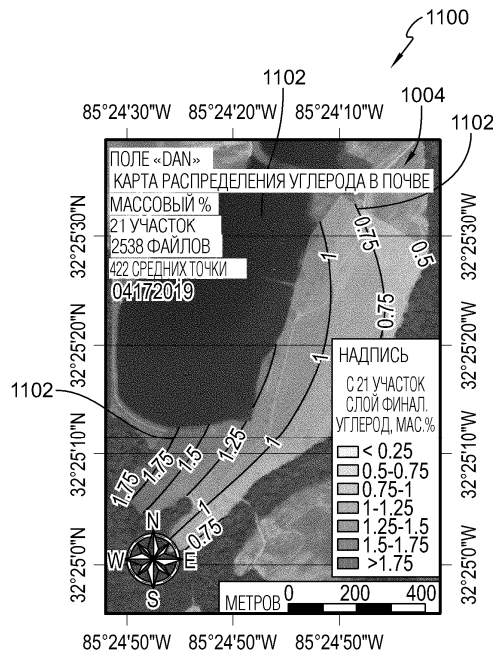 1100
1102
85°24'30"W 85°24'20"W 85°24'10"W
1004
1102
ПОЛЕ «DAN»
КАРТА РАСПРЕДЕЛЕНИЯ УГЛЕРОДА В ПОЧВЕ
МАССОВЫЙ %
21 УЧАСТОК
2538 ФАЙЛОВ
422 СРЕДНИХ ТОЧКИ
04172019
32°25'30"N
32°25'20"N
32°25'10"N
32°25'0"N
32°25'30"W
32°25'20"W
32°25'10"W
32°25'0"W
0.75
0.5
1
0.75
1
1102
1.75
1.75
1.5
1.25
1
1
0.75
НАДПИСЬ
С 21 УЧАСТОК
СЛОЙ ФИНАЛ.
УГЛЕРОД, МАС.%
< 0.25
0.5-0.75
0.75-1
1-1.25
1.25-1.5
1.5-1.75
>1.75
N
W E
S
МЕТРОВ 0 200 400
85°24'50"W 85°24'40"W 85°24'50"W